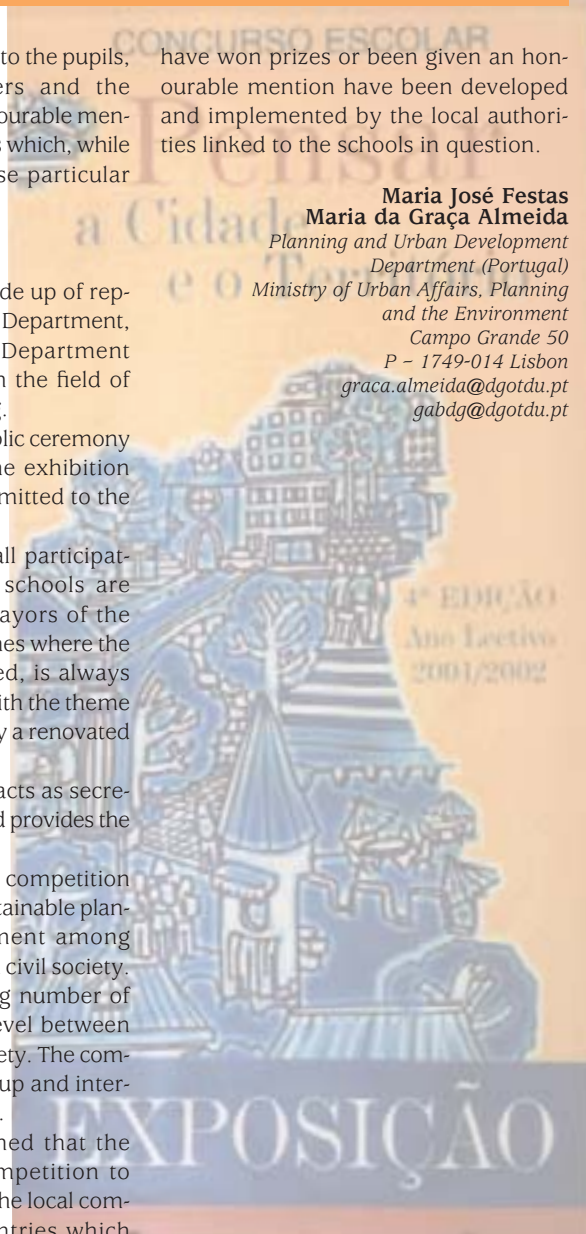 CONCURSO ESCOLAR
Pensar
a Cidade
e o Território
4ª EDIÇÃO
Ano Lectivo
2001/2002
EXPOSIÇÃO
to the pupils,
ers and the
ourable men-
s which, while
se particular
de up of rep-
Department,
Department
n the field of
olic ceremony
ne exhibition
mitted to the
all participat-
schools are
ayors of the
nes where the
ed, is always
ith the theme
y a renovated
acts as secre-
d provides the
competition
tainable plan-
ment among
civil society.
g number of
evel between
ety. The com-
up and inter-
ned that the
mpetition to
he local com-
ntries which
have won prizes or been given an hon-
ourable mention have been developed
and implemented by the local authori-
ties linked to the schools in question.
Maria José Festas
Maria da Graça Almeida
Planning and Urban Development
Department (Portugal)
Ministry of Urban Affairs, Planning
and the Environment
Campo Grande 50
P – 1749-014 Lisbon
graca.almeida@dgotdu.pt
gabdg@dgotdu.pt